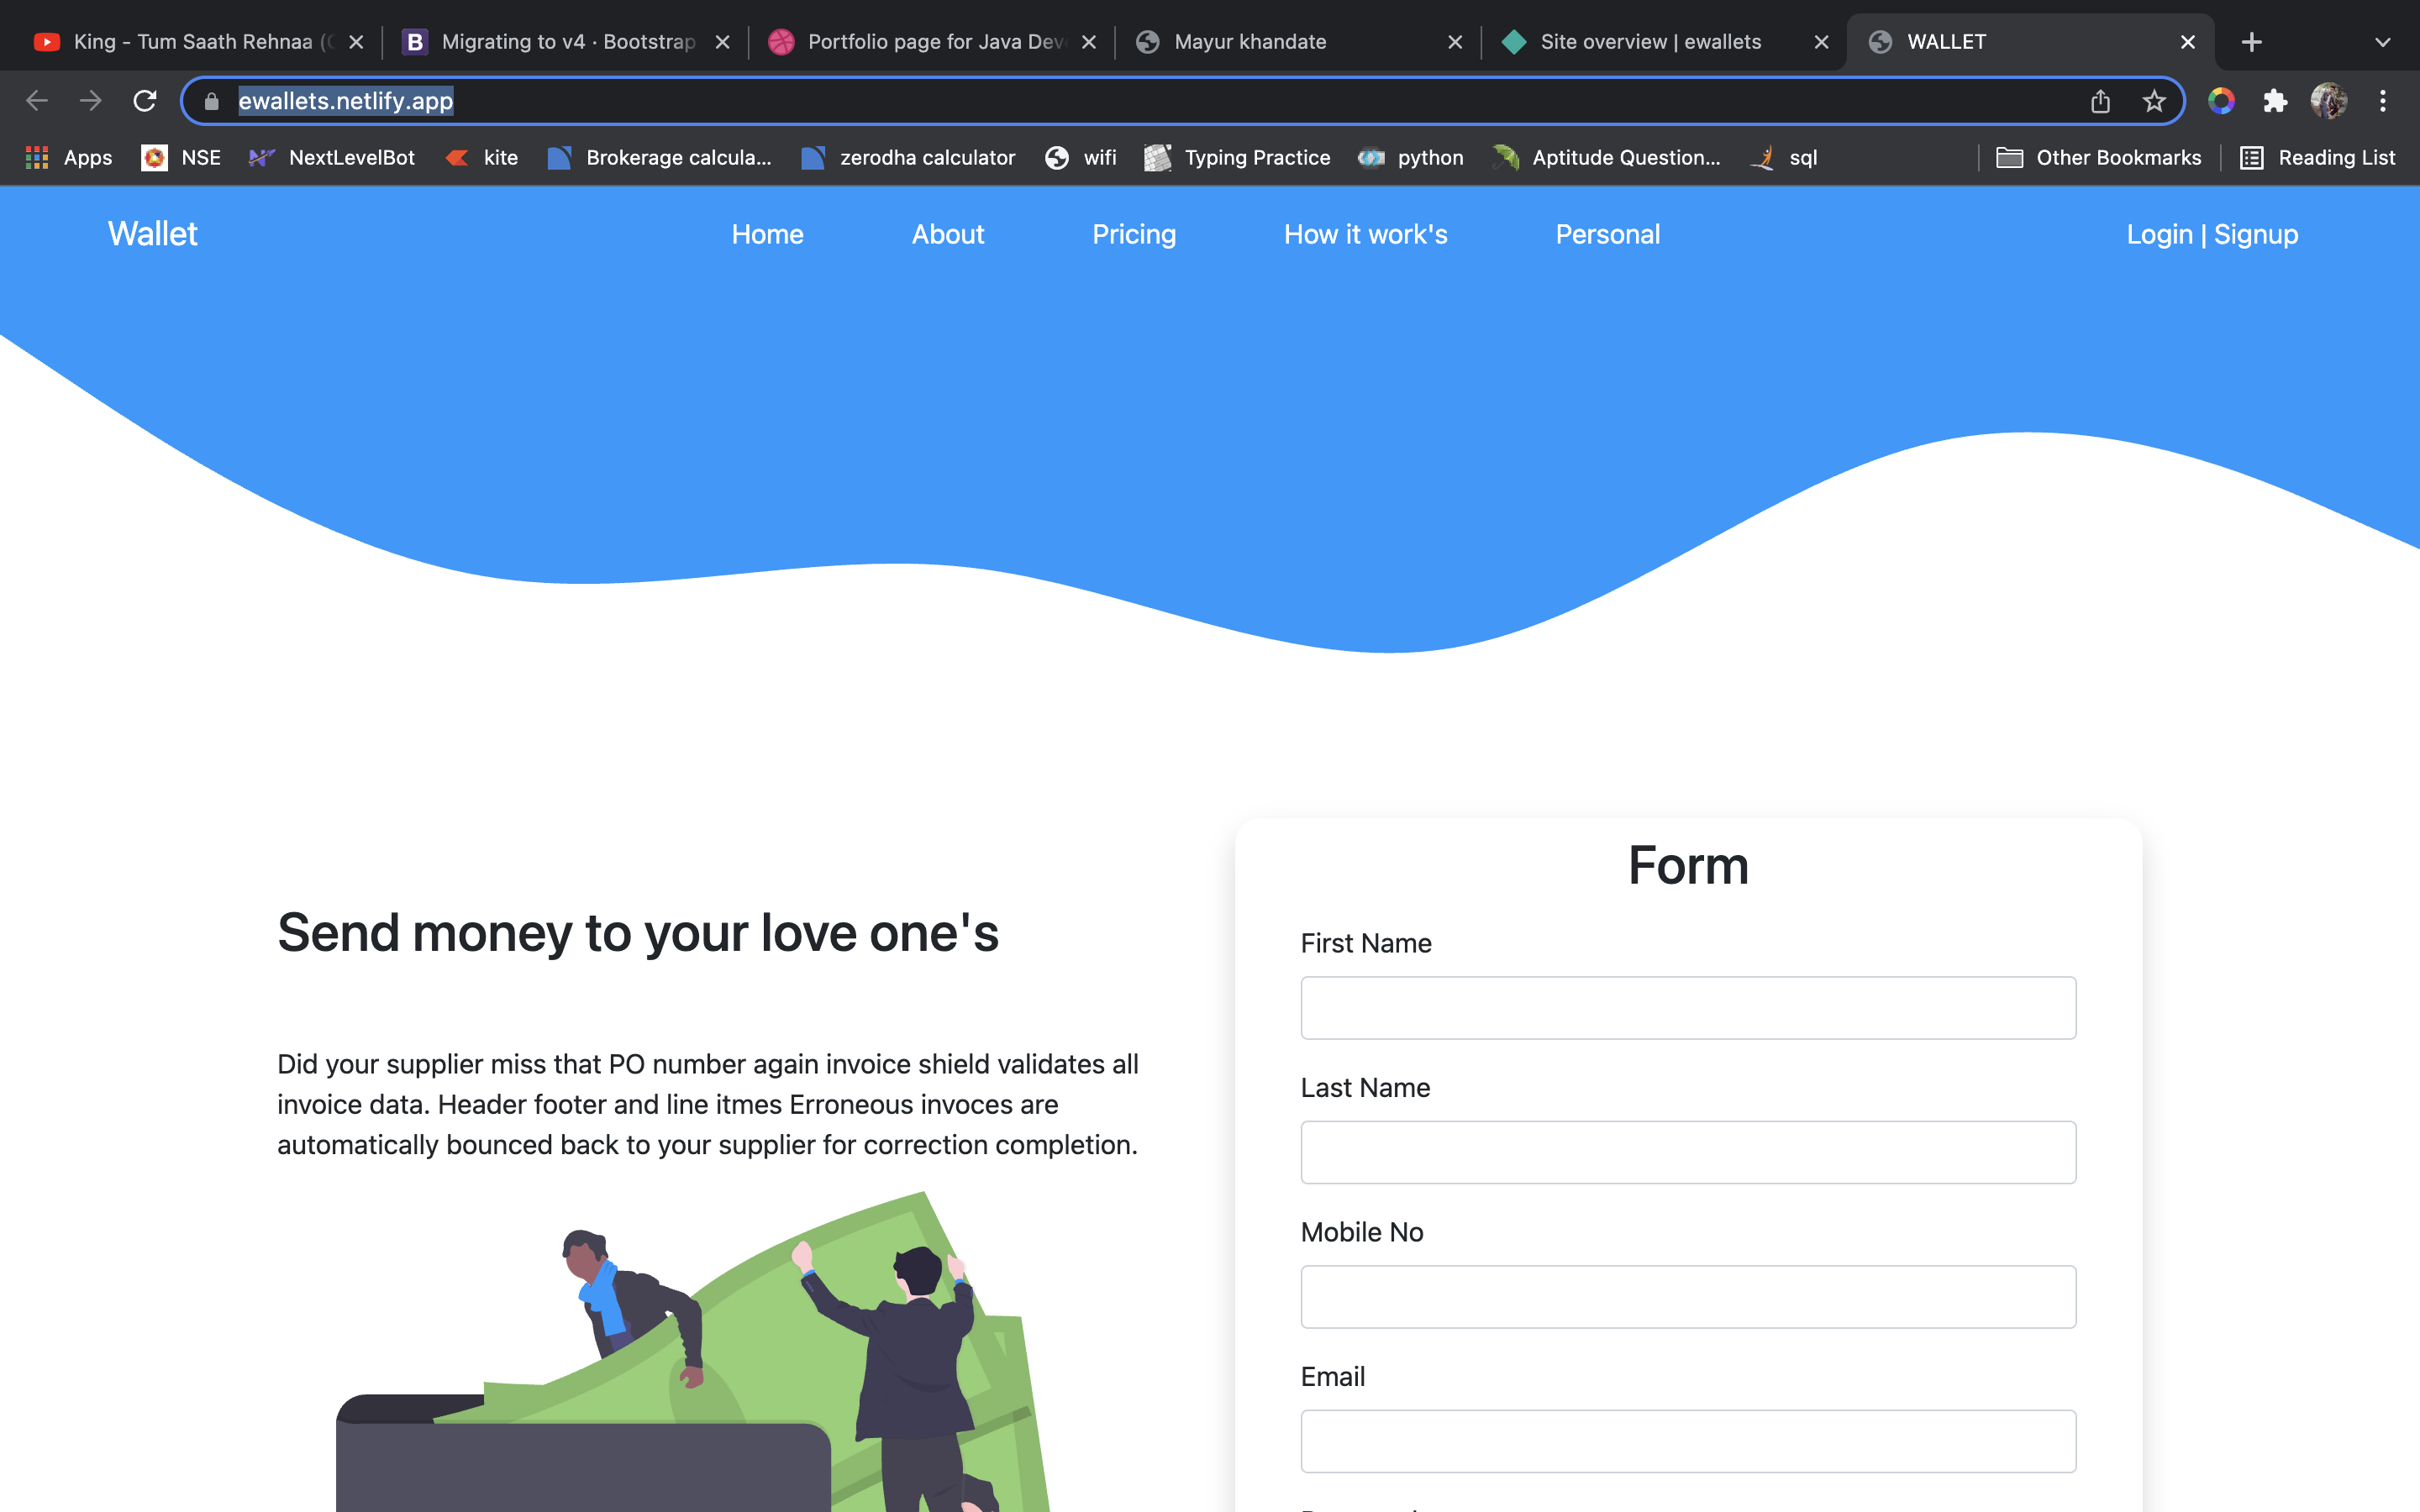 King - Tum Saath Rehnaa
Migrating to v4 · Bootstrap
Portfolio page for Java Dev
Mayur khandate
Site overview | ewallets
WALLET
ewallets.netlify.app
Apps
NSE
NextLevelBot
kite
Brokerage calcula...
zerodha calculator
wifi
Typing Practice
python
Aptitude Question...
sql
Other Bookmarks
Reading List
Wallet
Home
About
Pricing
How it work's
Personal
Login | Signup
Send money to your love one's
Did your supplier miss that PO number again invoice shield validates all
invoice data. Header footer and line itmes Erroneous invoces are
automatically bounced back to your supplier for correction completion.
Form
First Name
Last Name
Mobile No
Email